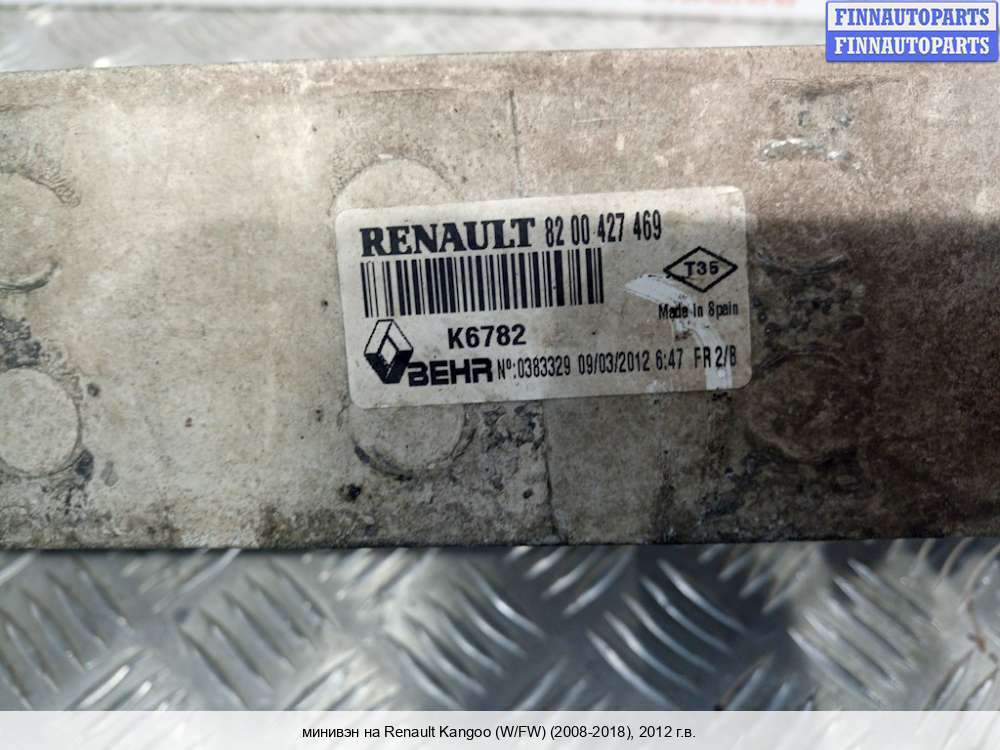 FINNAUTOPARTS
FINNAUTOPARTS
RENAULT 82 00 427 469
T35
Made In Spain
K6782
BEHR Nº:0383329 09/03/2012 6:47 FR 2/B
минивэн на Renault Kangoo (W/FW) (2008-2018), 2012 г.в.